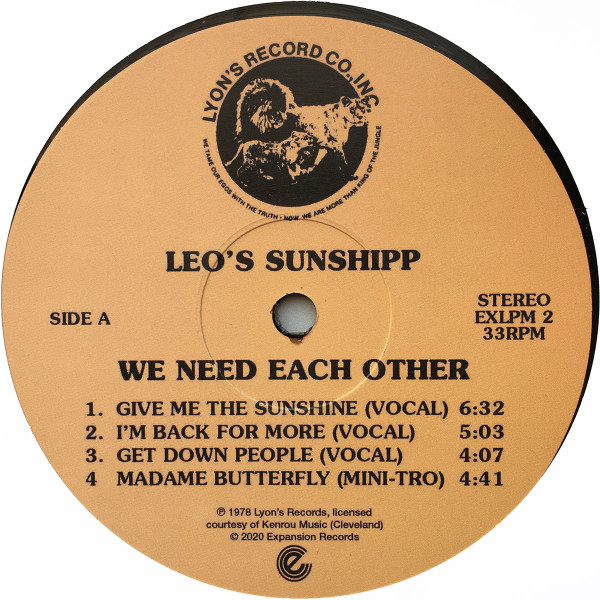 LYON'S RECORD CO., INC.
WE TAME OUR EGOS WITH THE TRUTH · NOW WE ARE MORE THAN KING OF THE JUNGLE
LEO'S SUNSHIPP
SIDE A
STEREO
EXLPM 2
33RPM
WE NEED EACH OTHER
1. GIVE ME THE SUNSHINE (VOCAL) 6:32
2. I'M BACK FOR MORE (VOCAL) 5:03
3. GET DOWN PEOPLE (VOCAL) 4:07
4 MADAME BUTTERFLY (MINI-TRO) 4:41
℗ 1978 Lyon's Records, licensed
courtesy of Kenrou Music (Cleveland)
© 2020 Expansion Records